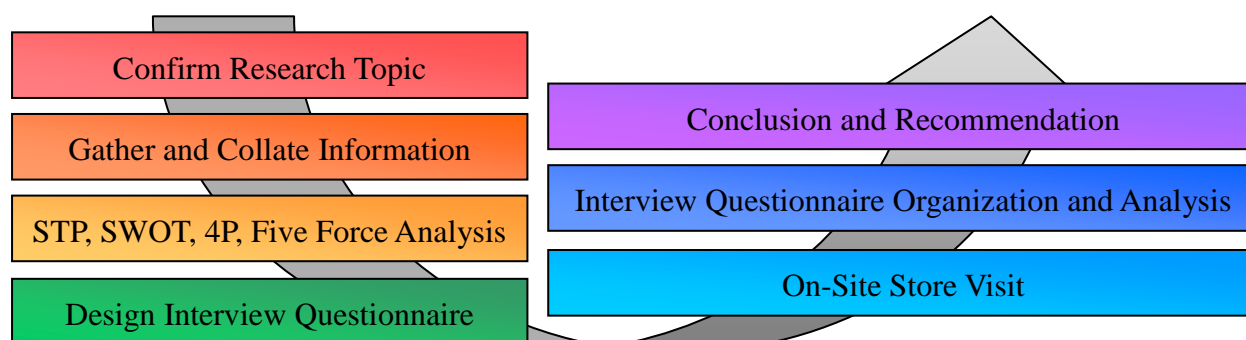 Confirm Research Topic
Gather and Collate Information
STP, SWOT, 4P, Five Force Analysis
Design Interview Questionnaire
On-Site Store Visit
Interview Questionnaire Organization and Analysis
Conclusion and Recommendation